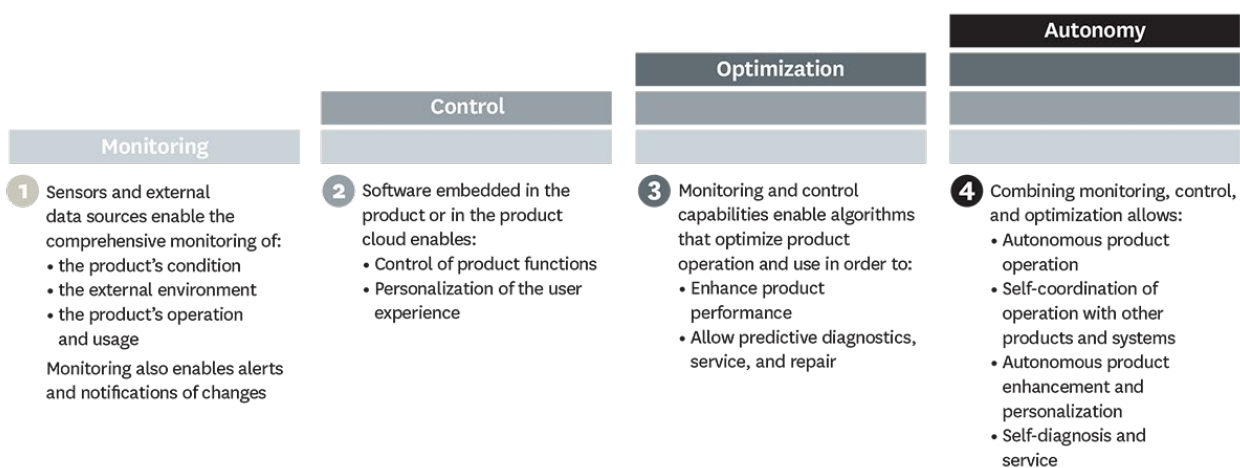 Monitoring
1 Sensors and external
data sources enable the
comprehensive monitoring of:
• the product's condition
• the external environment
• the product's operation
and usage
Monitoring also enables alerts
and notifications of changes
Control
2 Software embedded in the
product or in the product
cloud enables:
• Control of product functions
• Personalization of the user
experience
Optimization
3 Monitoring and control
capabilities enable algorithms
that optimize product
operation and use in order to:
• Enhance product
performance
• Allow predictive diagnostics,
service, and repair
Autonomy
4 Combining monitoring, control,
and optimization allows:
• Autonomous product
operation
• Self-coordination of
operation with other
products and systems
• Autonomous product
enhancement and
personalization
• Self-diagnosis and
service